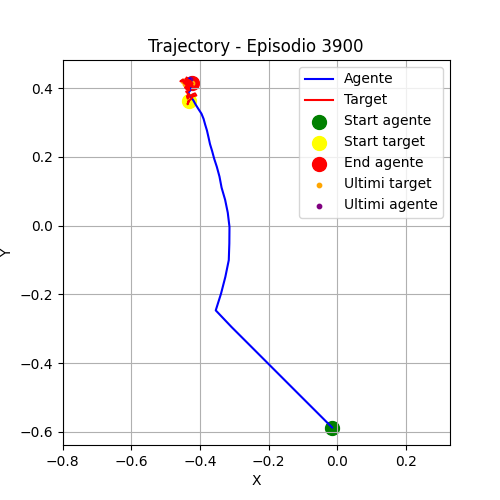 Trajectory - Episodio 3900
Agente
Target
Start agente
Start target
End agente
Ultimi target
Ultimi agente
0.4
0.2
0.0
−0.2
−0.4
−0.6
Y
−0.8
−0.6
−0.4
−0.2
0.0
0.2
X